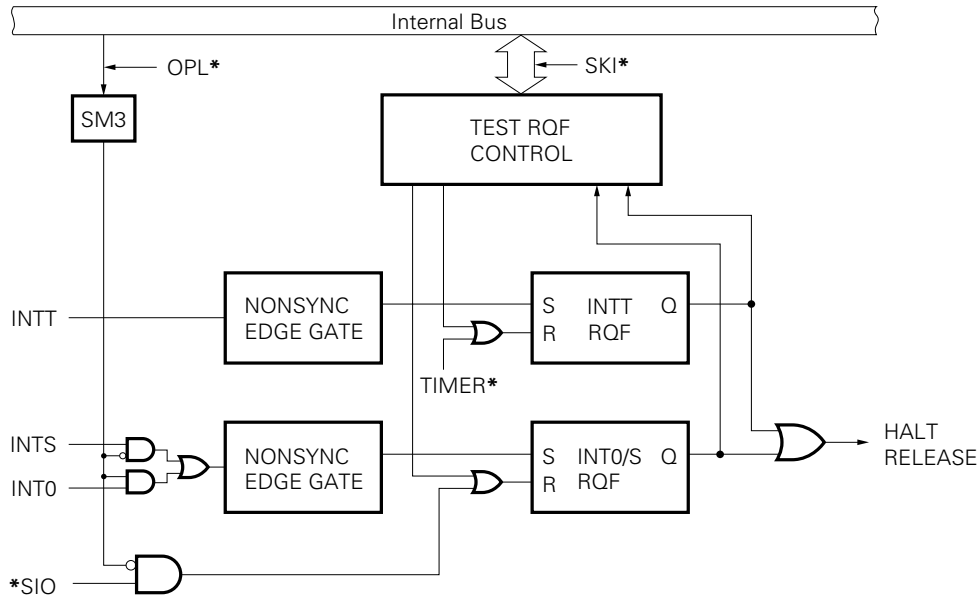 Internal Bus
OPL*
SKI*
SM3
TEST RQF
CONTROL
INTT
NONSYNC
EDGE GATE
S INTT Q
R RQF
TIMER*
INTS
INT0
NONSYNC
EDGE GATE
S INT0/S Q
R RQF
HALT
RELEASE
*SIO